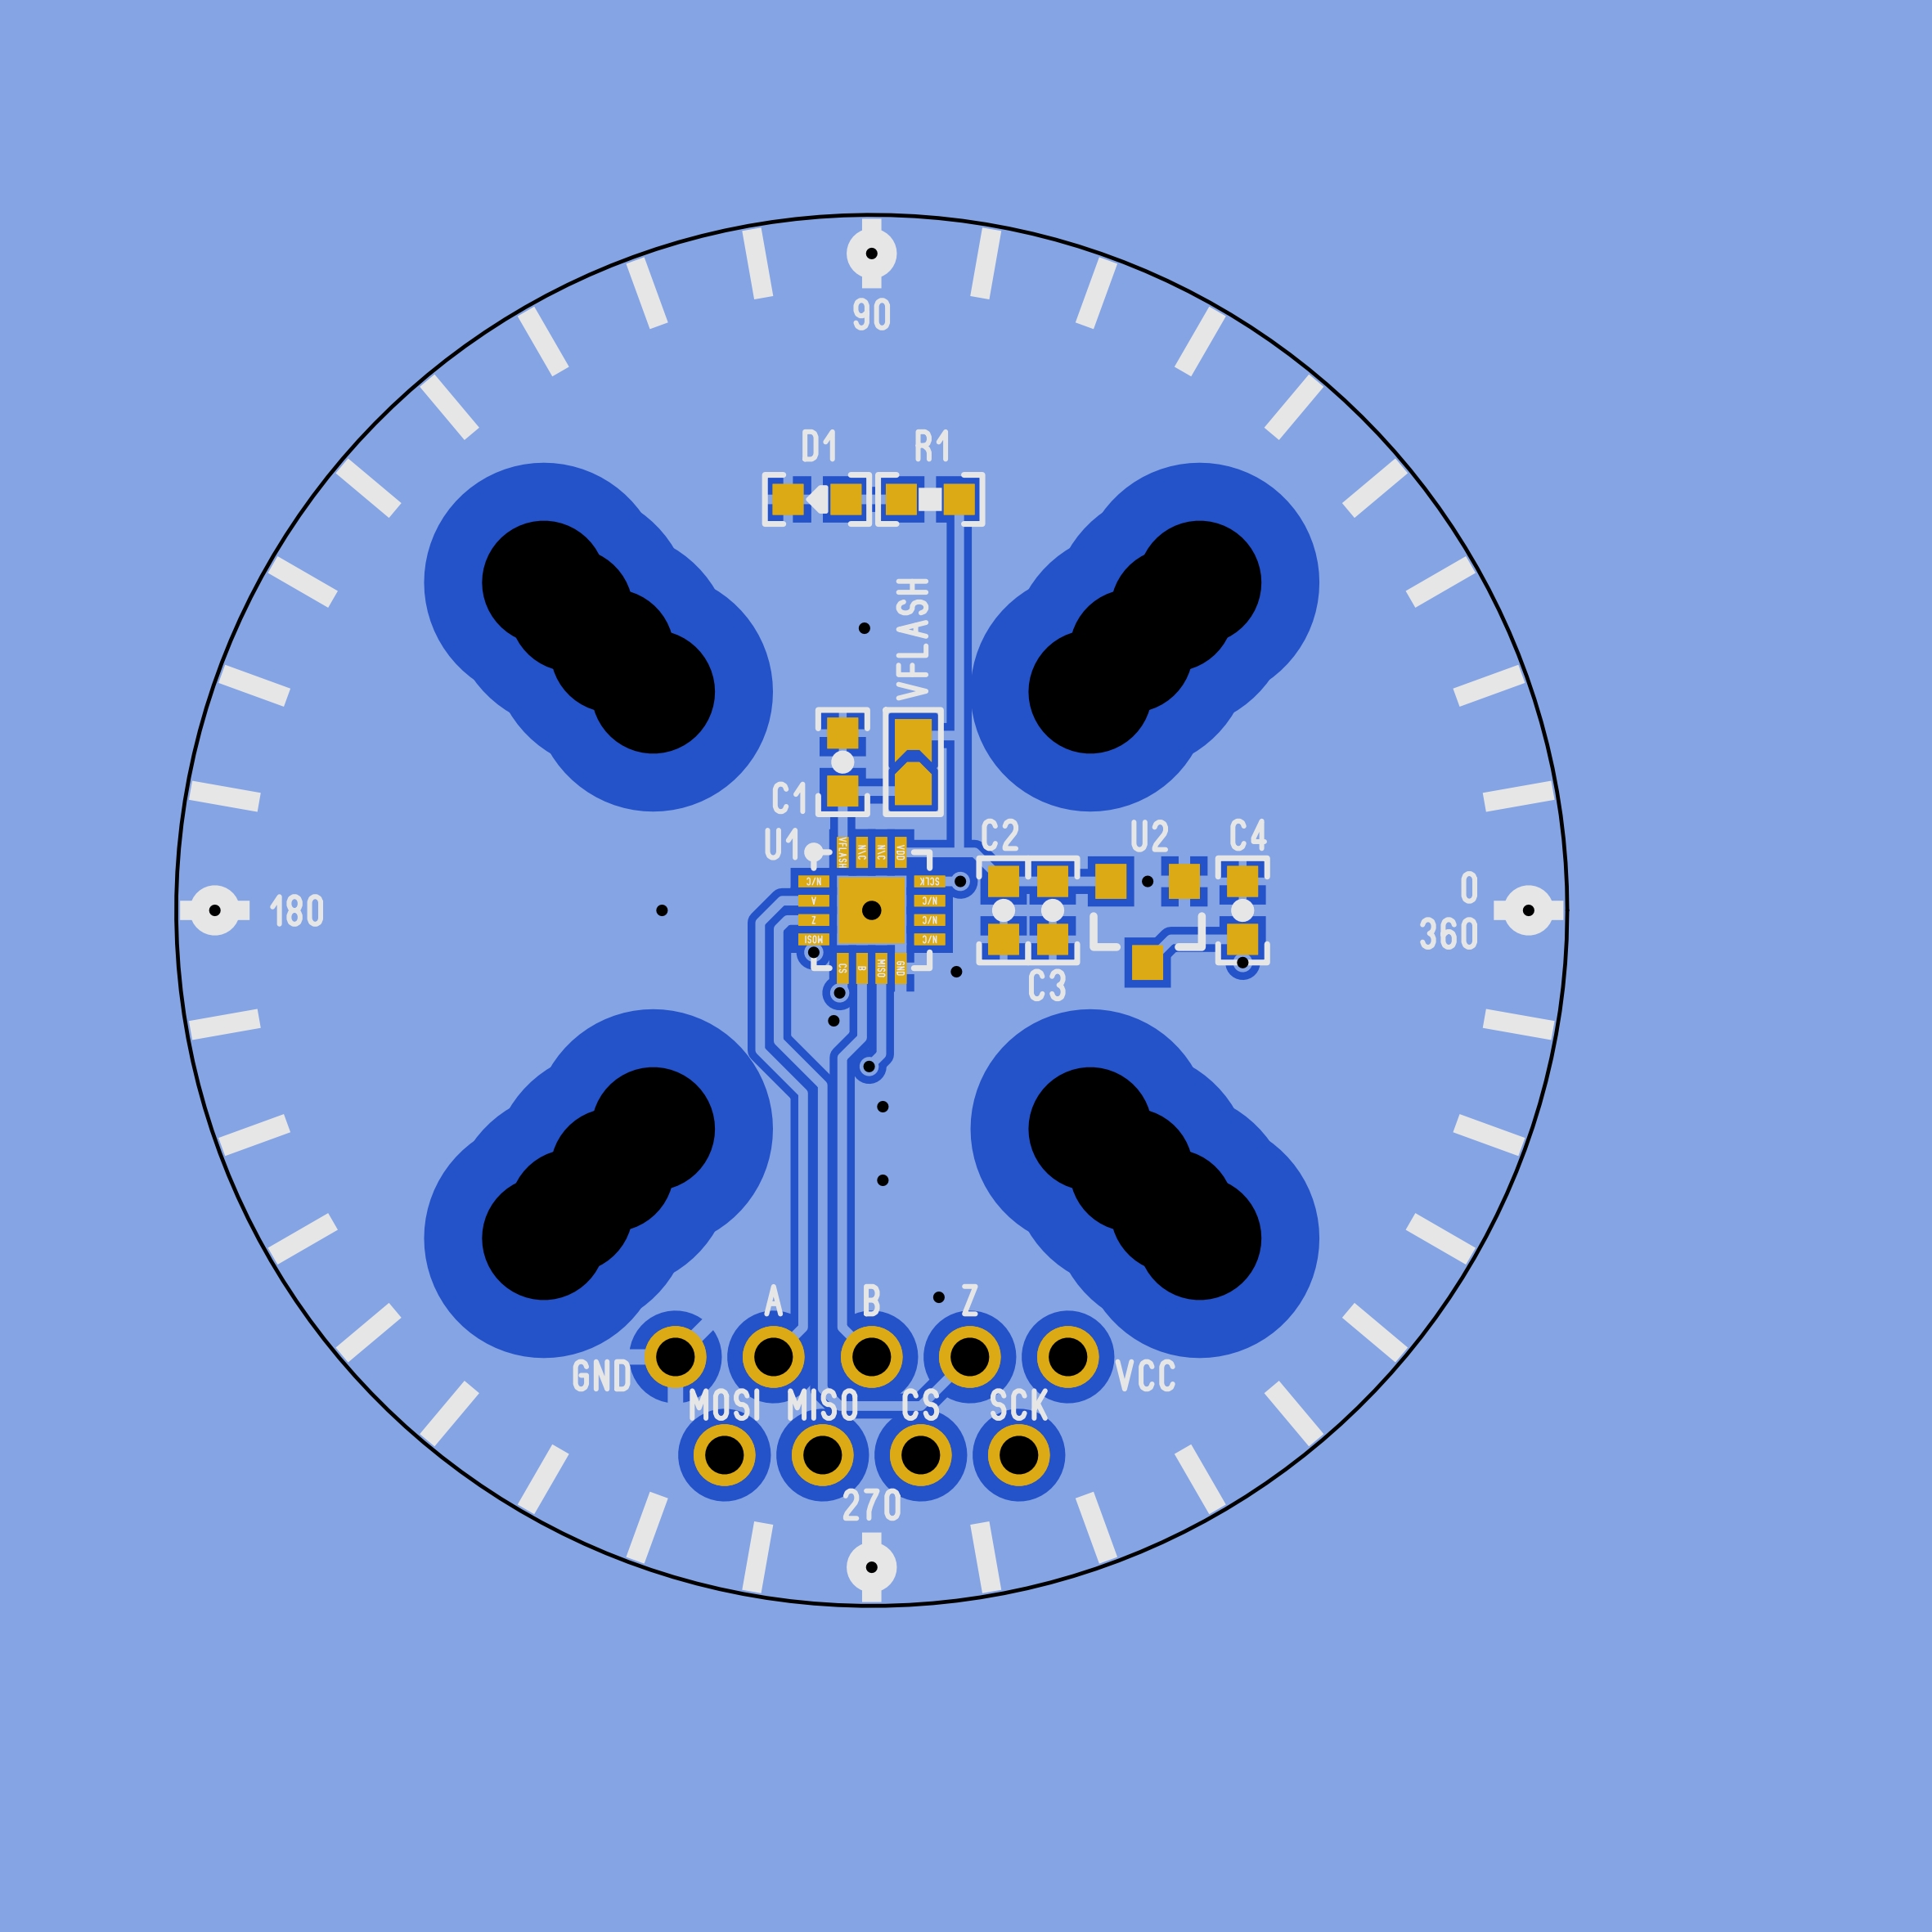 90
D1 R1
VFLASH
C1
U1
C2 U2 C4
VFLASH N\C N\C VDD
N/C
A
Z
MOSI
SCLK
N/C
N/C
N/C
CS B MISO GND
C3
180
0
360
A B Z
GND VCC
MOSI MISO CS SCK
270